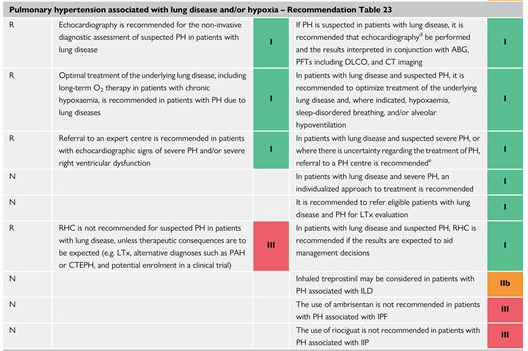 Pulmonary hypertension associated with lung disease and/or hypoxia – Recommendation Table 23
R
Echocardiography is recommended for the non-invasive
diagnostic assessment of suspected PH in patients with
lung disease
I
If PH is suspected in patients with lung disease, it is
recommended that echocardiographyd be performed
and the results interpreted in conjunction with ABG,
PFTs including DLCO, and CT imaging
I
R
Optimal treatment of the underlying lung disease, including
long-term O2 therapy in patients with chronic
hypoxaemia, is recommended in patients with PH due to
lung diseases
I
In patients with lung disease and suspected PH, it is
recommended to optimize treatment of the underlying
lung disease and, where indicated, hypoxaemia,
sleep-disordered breathing, and/or alveolar
hypoventilation
I
R
Referral to an expert centre is recommended in patients
with echocardiographic signs of severe PH and/or severe
right ventricular dysfunction
I
In patients with lung disease and suspected severe PH, or
where there is uncertainty regarding the treatment of PH,
referral to a PH centre is recommendede
I
N
In patients with lung disease and severe PH, an
individualized approach to treatment is recommended
I
N
It is recommended to refer eligible patients with lung
disease and PH for LTx evaluation
I
R
RHC is not recommended for suspected PH in patients
with lung disease, unless therapeutic consequences are to
be expected (e.g. LTx, alternative diagnoses such as PAH
or CTEPH, and potential enrolment in a clinical trial)
III
In patients with lung disease and suspected PH, RHC is
recommended if the results are expected to aid
management decisions
I
N
Inhaled treprostinil may be considered in patients with
PH associated with ILD
IIb
N
The use of ambrisentan is not recommended in patients
with PH associated with IPF
III
N
The use of riociguat is not recommended in patients with
PH associated with IIP
III